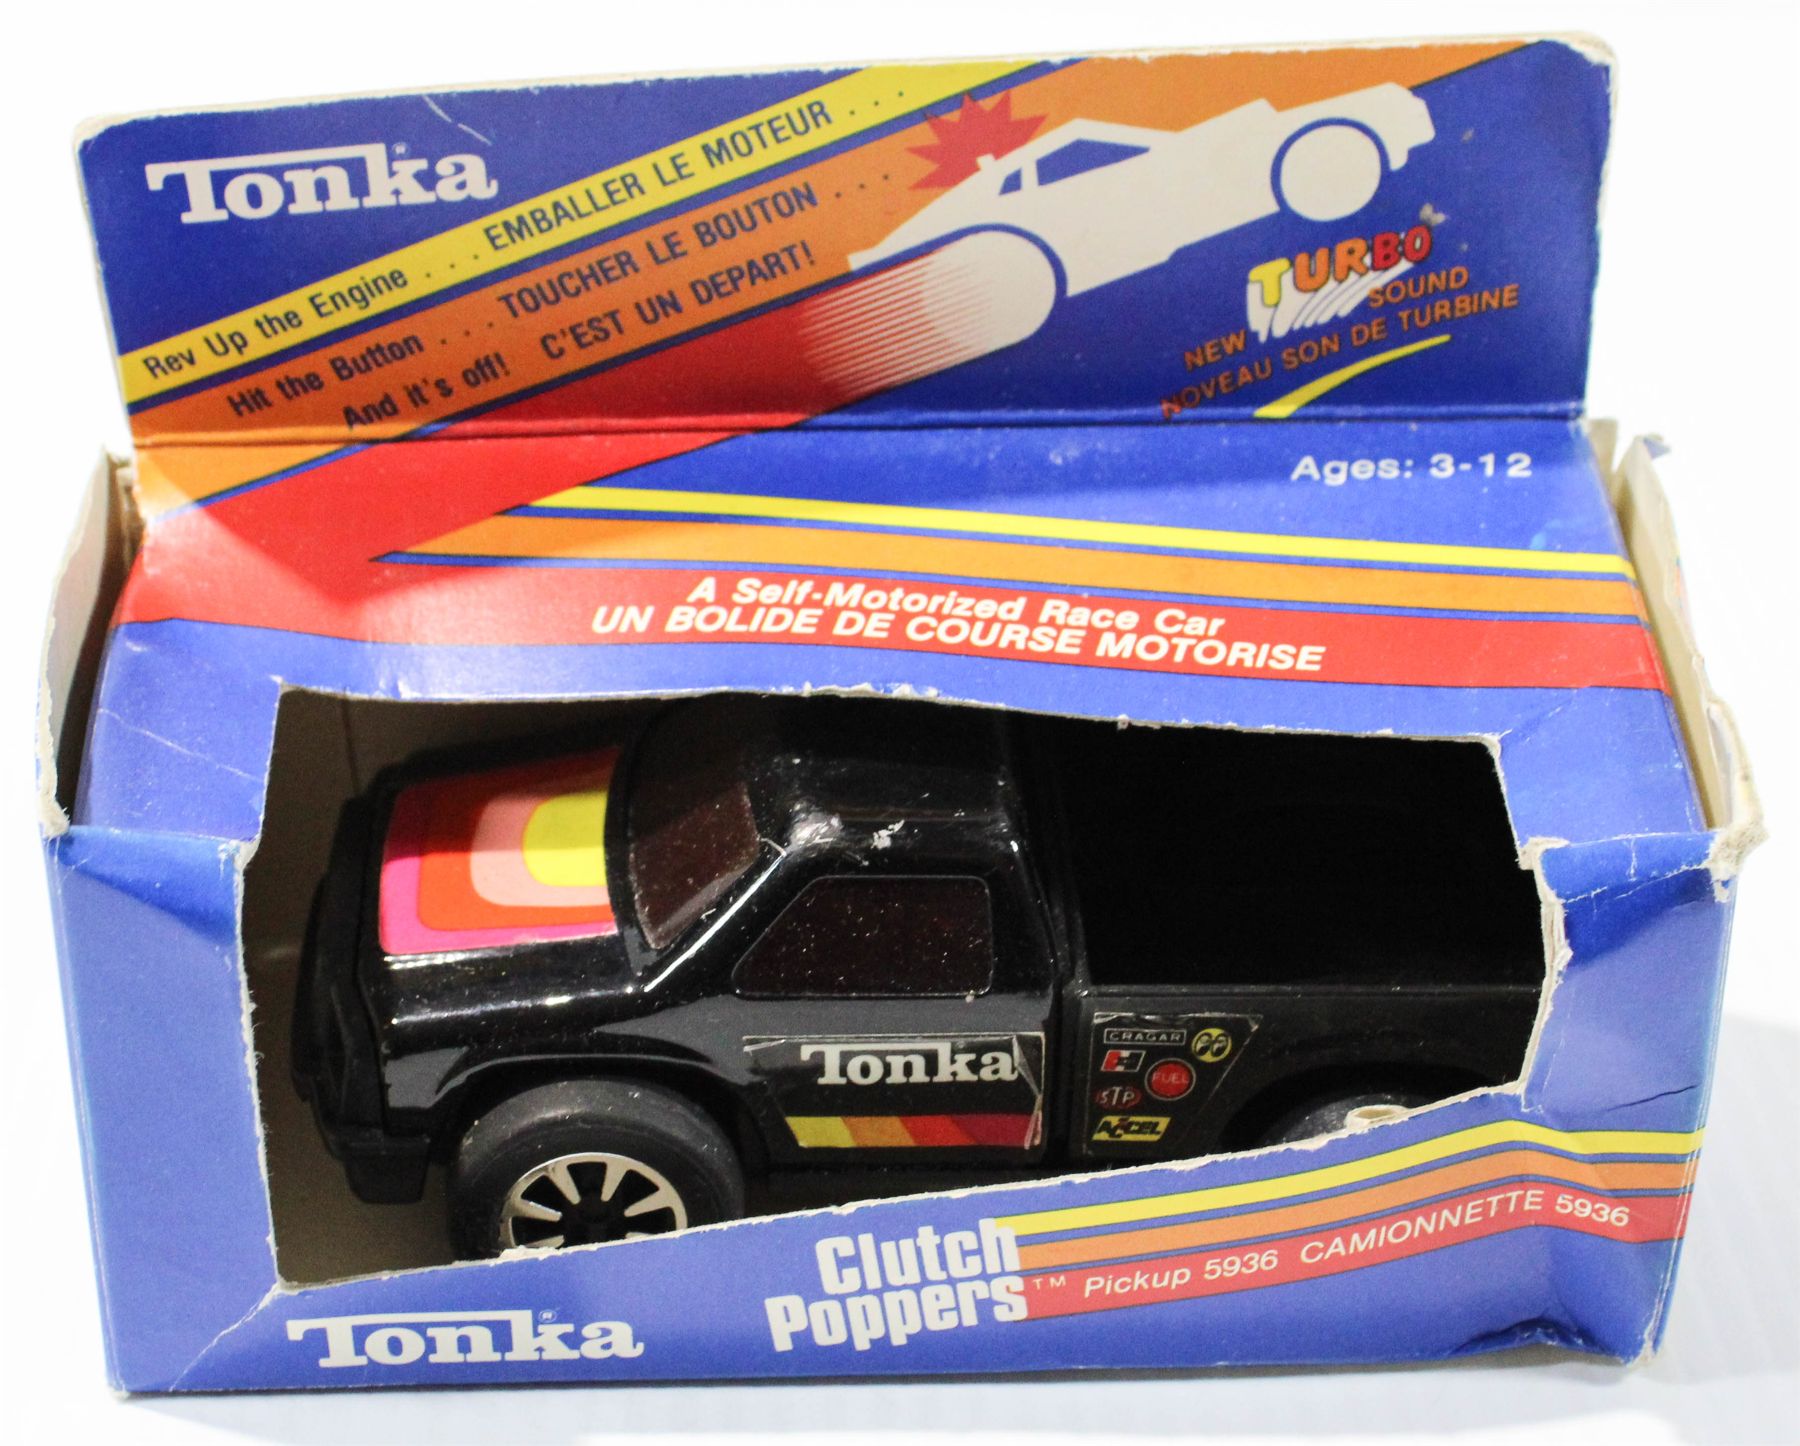 Tonka®
Rev Up the Engine . . . EMBALLER LE MOTEUR . . .
Hit the Button . . . TOUCHER LE BOUTON . . .
And it's off! C'EST UN DEPART!
TURBO
NEW SOUND
NOVEAU SON DE TURBINE
Ages: 3-12
A Self-Motorized Race Car
UN BOLIDE DE COURSE MOTORISE
Tonka
CRAGAR
FUEL
STP
ACCEL
Clutch
Poppers™ Pickup 5936 CAMIONNETTE 5936
Tonka®